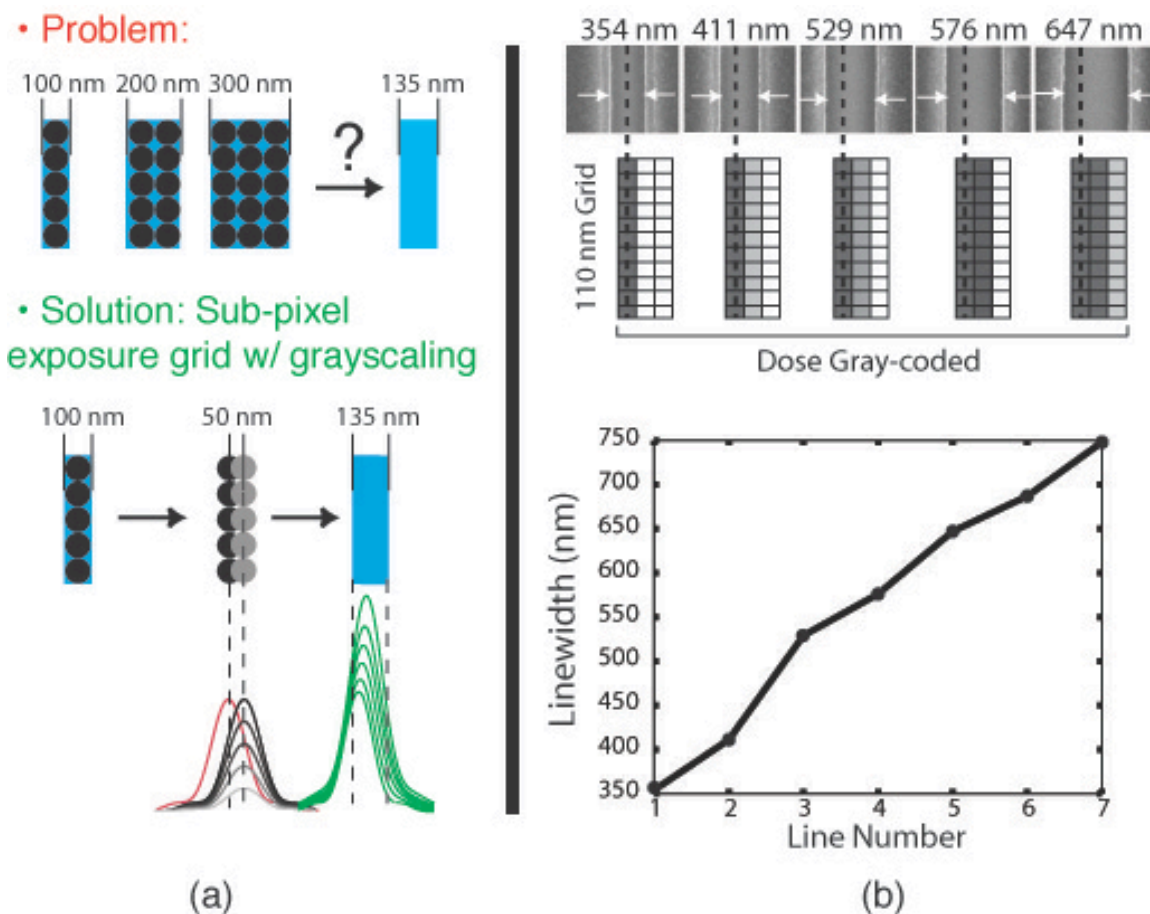 • Problem:
100 nm 200 nm 300 nm 135 nm
?
• Solution: Sub-pixel
exposure grid w/ grayscaling
100 nm 50 nm 135 nm
(a)
354 nm 411 nm 529 nm 576 nm 647 nm
110 nm Grid
Dose Gray-coded
750
700
650
600
550
500
450
400
350
Linewidth (nm)
1 2 3 4 5 6 7
Line Number
(b)